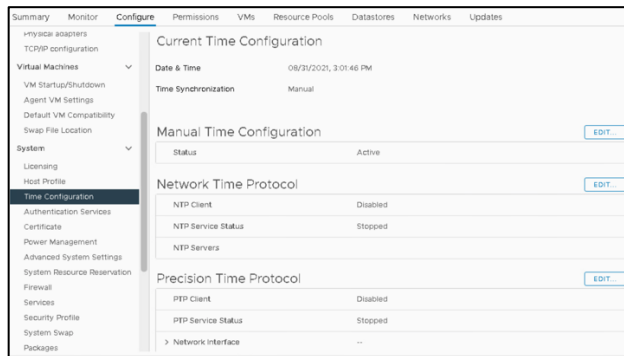 Summary Monitor Configure Permissions VMs Resource Pools Datastores Networks Updates
Physical adapters
TCP/IP configuration
Virtual Machines
VM Startup/Shutdown
Agent VM Settings
Default VM Compatibility
Swap File Location
System
Licensing
Host Profile
Time Configuration
Authentication Services
Certificate
Power Management
Advanced System Settings
System Resource Reservation
Firewall
Services
Security Profile
System Swap
Packages
Current Time Configuration
Date & Time 08/31/2021, 3:01:46 PM
Time Synchronization Manual
Manual Time Configuration EDIT...
Status Active
Network Time Protocol EDIT...
NTP Client Disabled
NTP Service Status Stopped
NTP Servers
Precision Time Protocol EDIT...
PTP Client Disabled
PTP Service Status Stopped
> Network Interface --